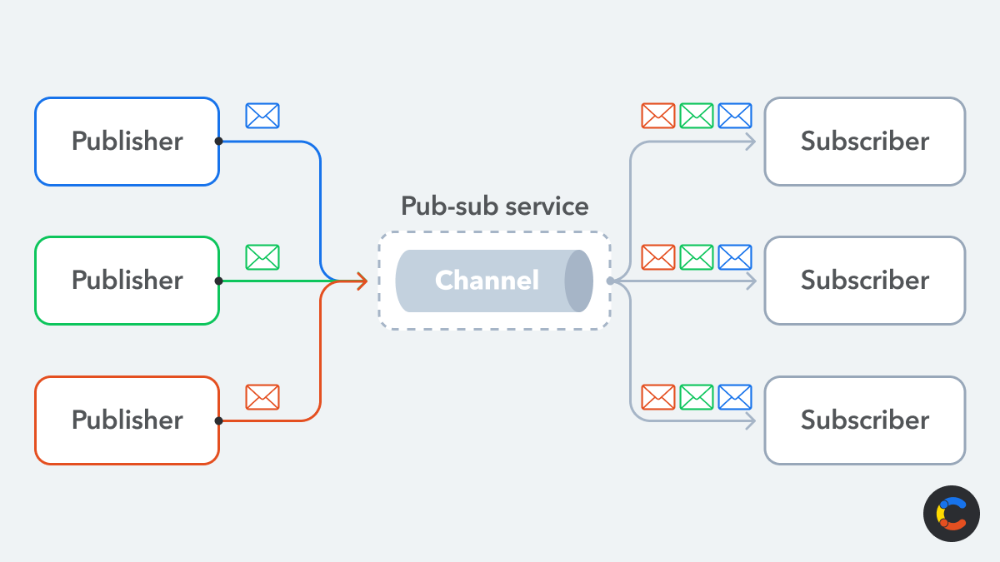 Publisher
Publisher
Publisher
Pub-sub service
Channel
Subscriber
Subscriber
Subscriber